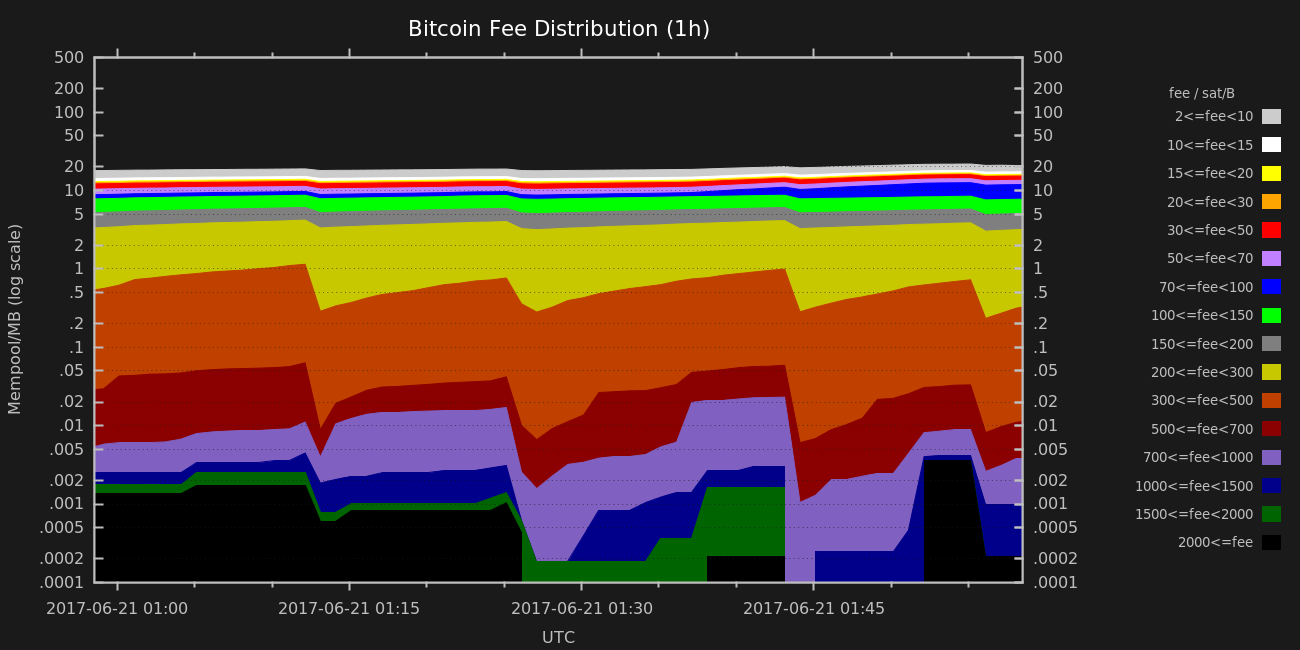 Bitcoin Fee Distribution (1h)
500
200
100
50
20
10
5
2
1
.5
.2
.1
.05
.02
.01
.005
.002
.001
.0005
.0002
.0001
Mempool/MB (log scale)
500
200
100
50
20
10
5
2
1
.5
.2
.1
.05
.02
.01
.005
.002
.001
.0005
.0002
.0001
2017-06-21 01:00
2017-06-21 01:15
2017-06-21 01:30
2017-06-21 01:45
UTC
fee / sat/B
2<=fee<10
10<=fee<15
15<=fee<20
20<=fee<30
30<=fee<50
50<=fee<70
70<=fee<100
100<=fee<150
150<=fee<200
200<=fee<300
300<=fee<500
500<=fee<700
700<=fee<1000
1000<=fee<1500
1500<=fee<2000
2000<=fee